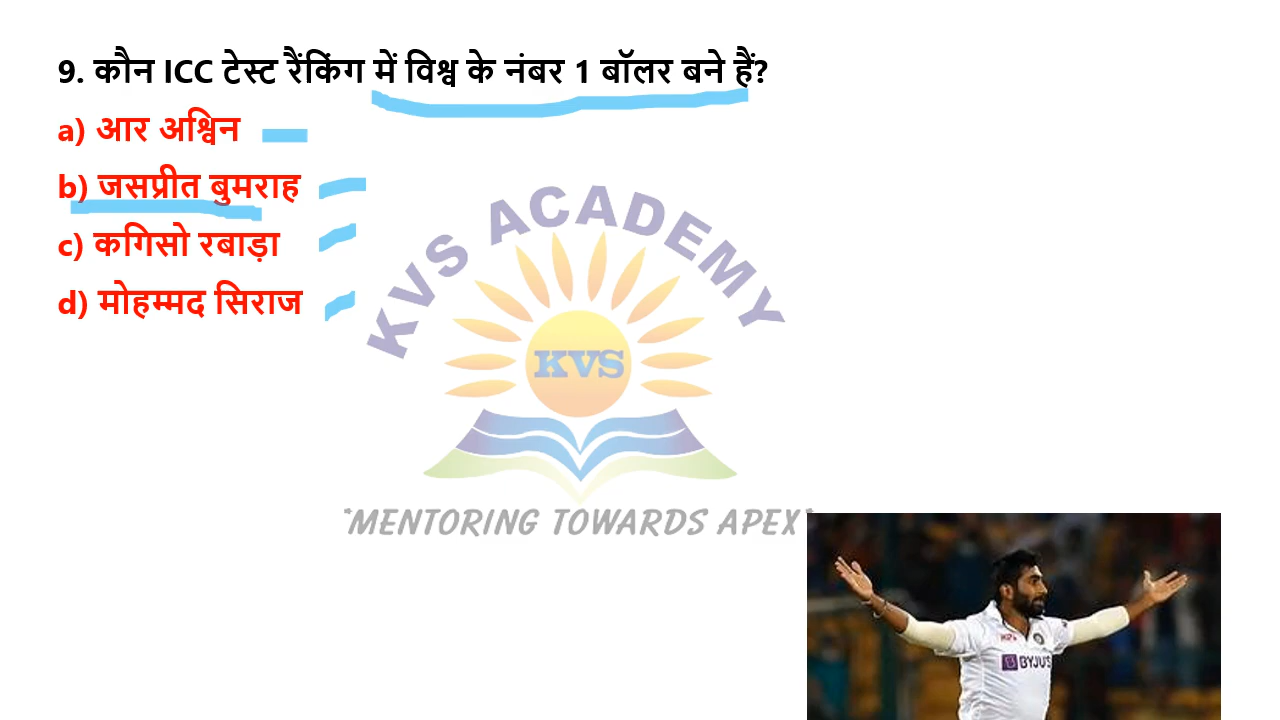 9. कौन ICC टेस्ट रैंकिंग में विश्व के नंबर 1 बॉलर बने हैं?
a) आर अश्विन
b) जसप्रीत बुमराह
c) कगिसो रबाड़ा
d) मोहम्मद सिराज
KVS ACADEMY
KVS
"MENTORING TOWARDS APEX"
MPL
BYJU'S